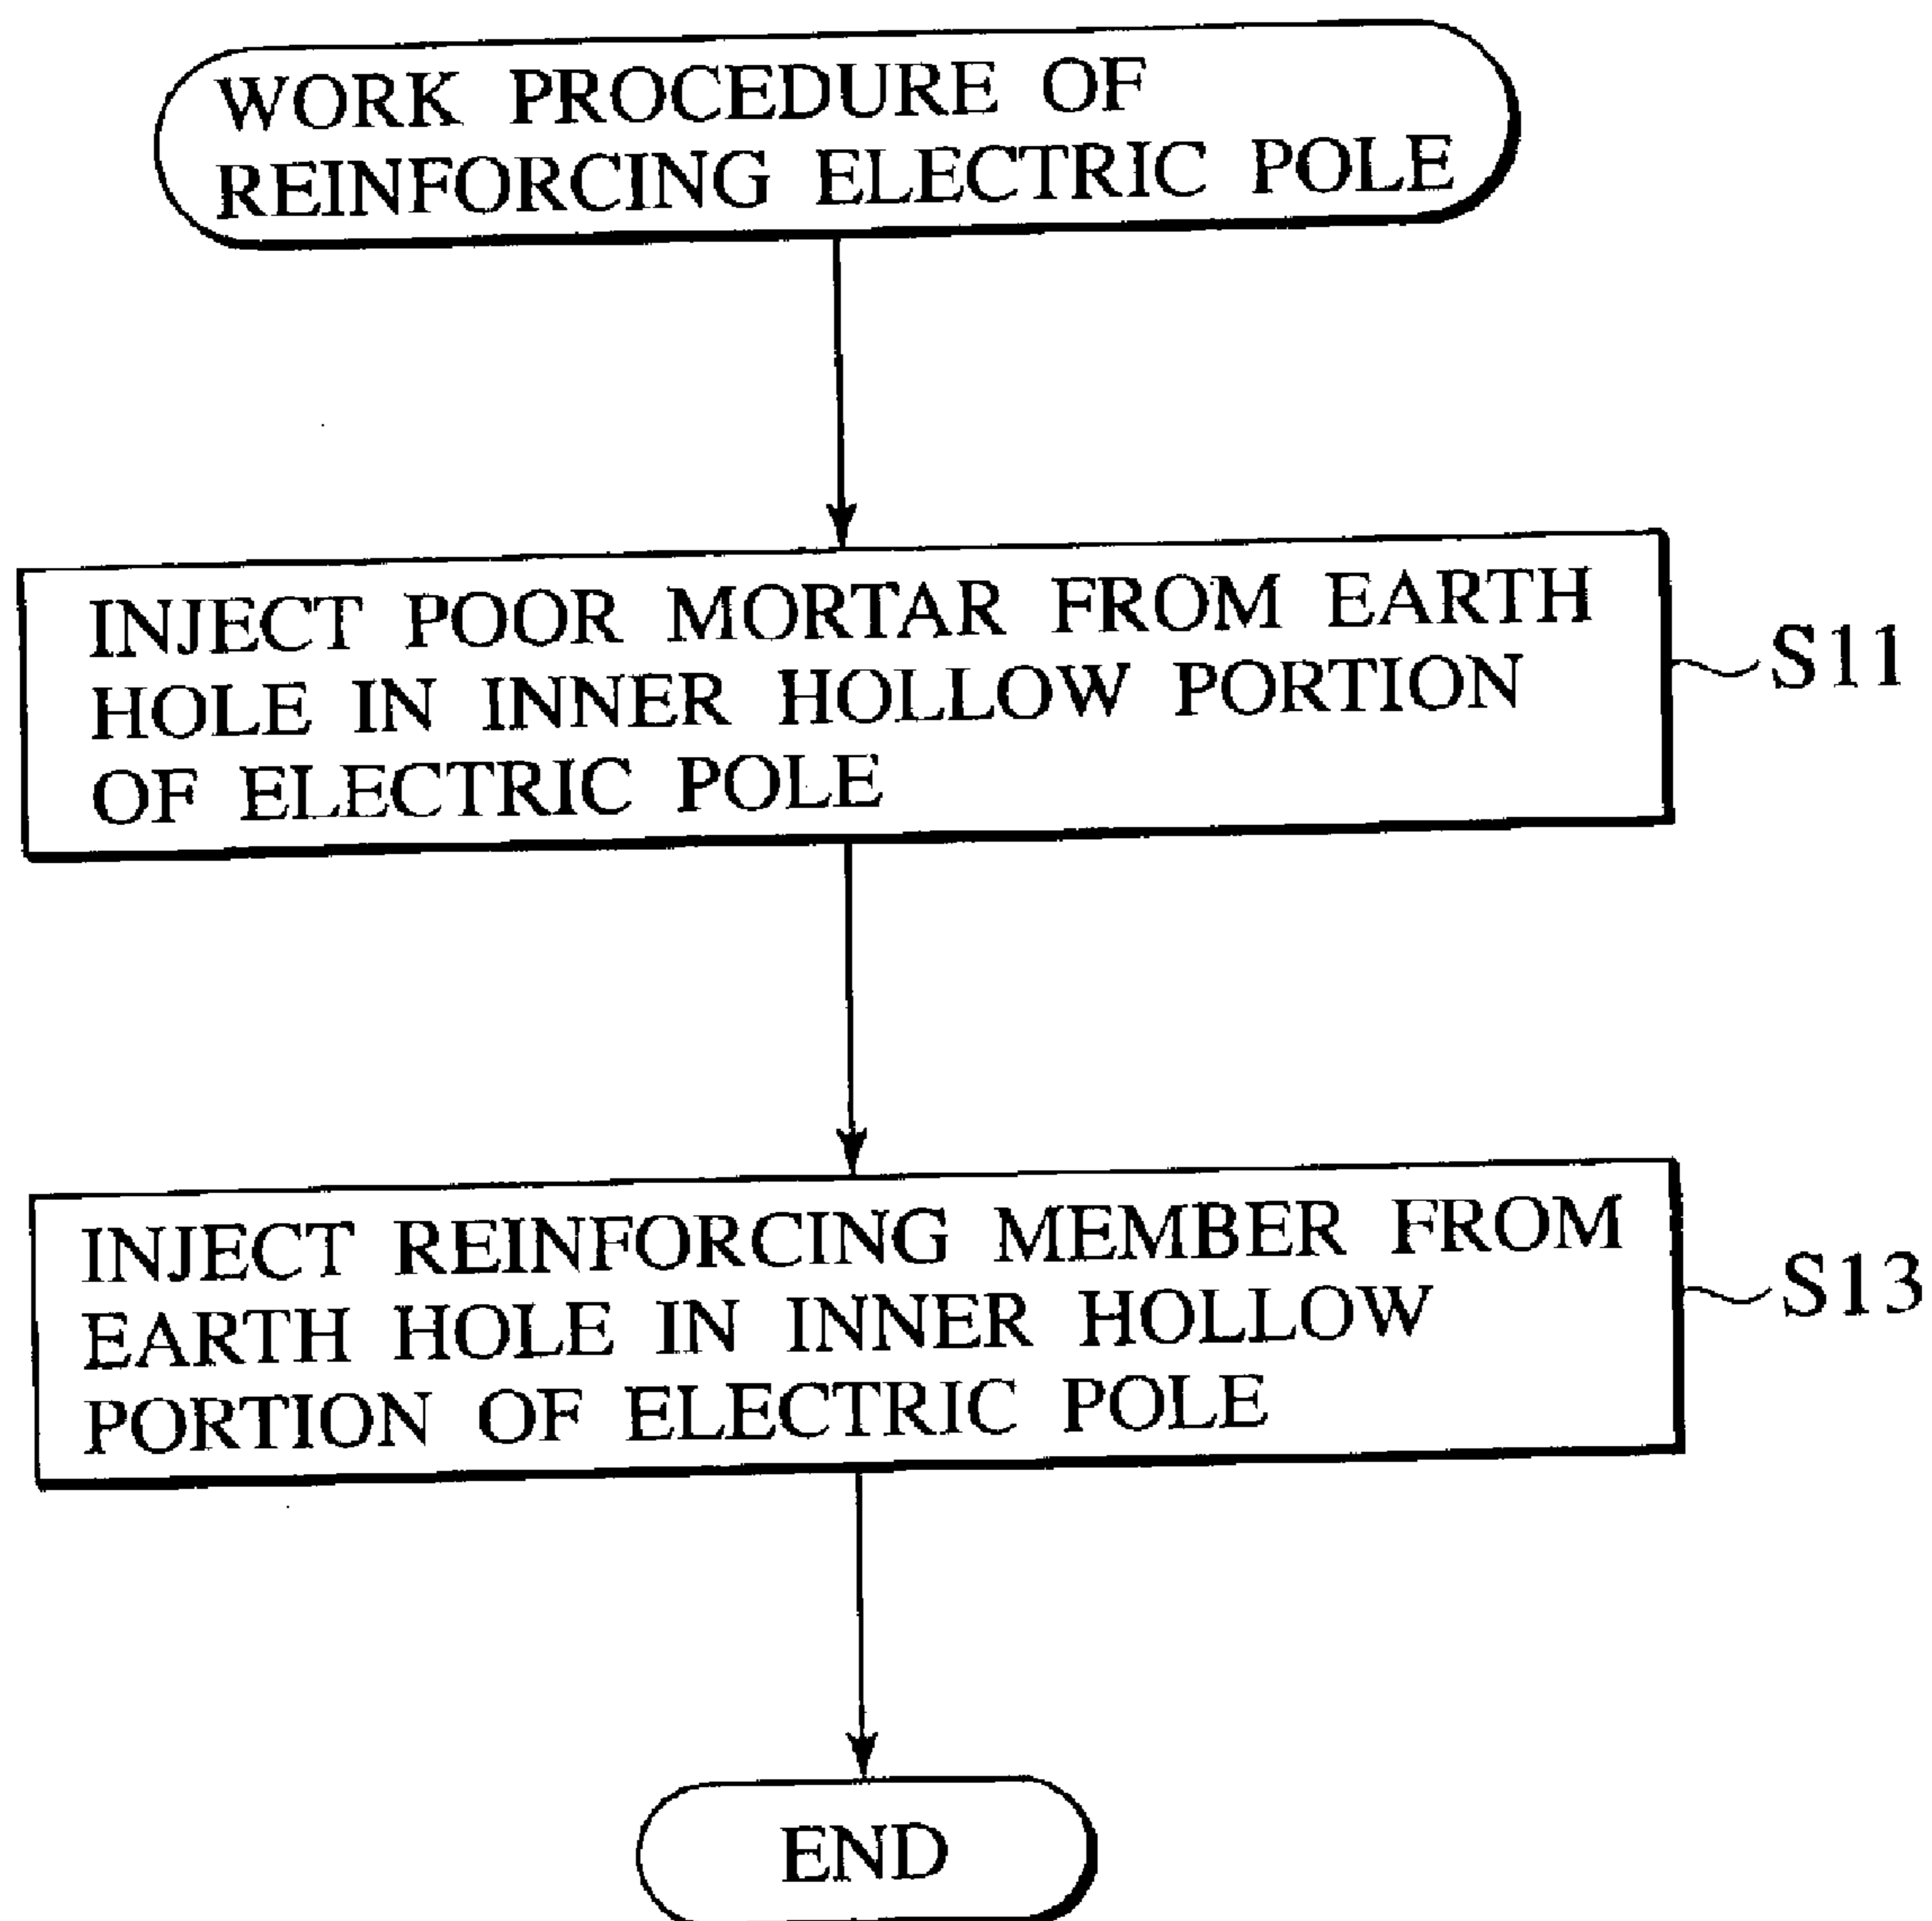 WORK PROCEDURE OF
REINFORCING ELECTRIC POLE
INJECT POOR MORTAR FROM EARTH
HOLE IN INNER HOLLOW PORTION
OF ELECTRIC POLE
S11
INJECT REINFORCING MEMBER FROM
EARTH HOLE IN INNER HOLLOW
PORTION OF ELECTRIC POLE
S13
END